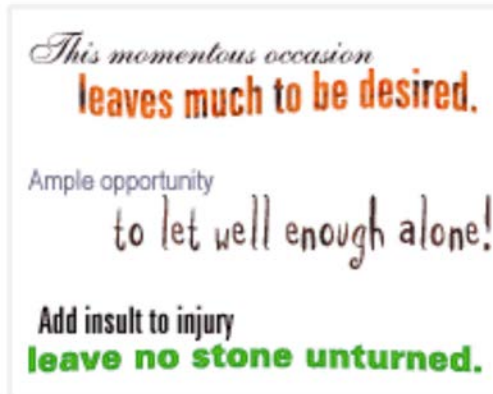 This momentous occasion
leaves much to be desired.
Ample opportunity
to let well enough alone!
Add insult to injury
leave no stone unturned.